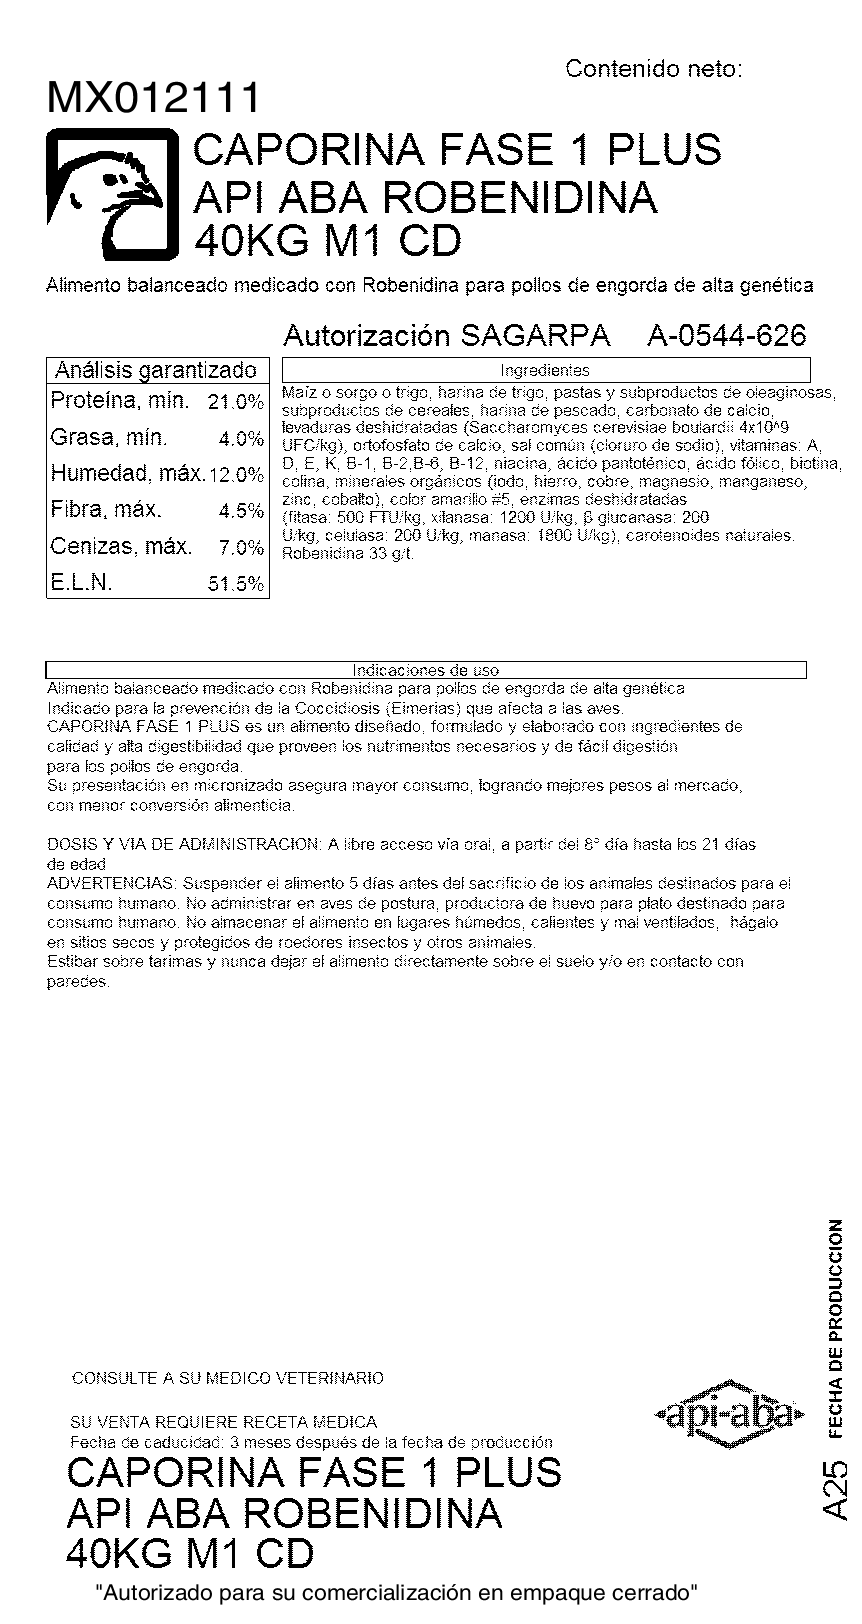 Contenido neto:
MX012111
CAPORINA FASE 1 PLUS
API ABA ROBENIDINA
40KG M1 CD
Alimento balanceado medicado con Robenidina para pollos de engorda de alta genética
Autorización SAGARPA A-0544-626
Análisis garantizado
Proteína, mín. 21.0%
Grasa, mín. 4.0%
Humedad, máx. 12.0%
Fibra, máx. 4.5%
Cenizas, máx. 7.0%
E.L.N. 51.5%
Ingredientes
Maíz o sorgo o trigo, harina de trigo, pastas y subproductos de oleaginosas,
subproductos de cereales, harina de pescado, carbonato de calcio,
levaduras deshidratadas (Saccharomyces cerevisiae boulardii 4x10^9
UFC/kg), ortofosfato de calcio, sal común (cloruro de sodio), vitaminas: A,
D, E, K, B-1, B-2,B-6, B-12, niacina, ácido pantoténico, ácido fólico, biotina,
colina, minerales orgánicos (iodo, hierro, cobre, magnesio, manganeso,
zinc, cobalto), color amarillo #5, enzimas deshidratadas
(fitasa: 500 FTU/kg, xilanasa: 1200 U/kg, β glucanasa: 200
U/kg, celulasa: 200 U/kg, manasa: 1800 U/kg), carotenoides naturales.
Robenidina 33 g/t.
Indicaciones de uso
Alimento balanceado medicado con Robenidina para pollos de engorda de alta genética
Indicado para la prevención de la Coccidiosis (Eimerias) que afecta a las aves.
CAPORINA FASE 1 PLUS es un alimento diseñado, formulado y elaborado con ingredientes de
calidad y alta digestibilidad que proveen los nutrimentos necesarios y de fácil digestión
para los pollos de engorda.
Su presentación en micronizado asegura mayor consumo, logrando mejores pesos al mercado,
con menor conversión alimenticia.
DOSIS Y VIA DE ADMINISTRACION: A libre acceso vía oral, a partir del 8° día hasta los 21 días
de edad
ADVERTENCIAS: Suspender el alimento 5 días antes del sacrificio de los animales destinados para el
consumo humano. No administrar en aves de postura, productora de huevo para plato destinado para
consumo humano. No almacenar el alimento en lugares húmedos, calientes y mal ventilados, hágalo
en sitios secos y protegidos de roedores insectos y otros animales.
Estibar sobre tarimas y nunca dejar el alimento directamente sobre el suelo y/o en contacto con
paredes.
FECHA DE PRODUCCION
A25
CONSULTE A SU MEDICO VETERINARIO
api-aba
SU VENTA REQUIERE RECETA MEDICA
Fecha de caducidad: 3 meses después de la fecha de producción
CAPORINA FASE 1 PLUS
API ABA ROBENIDINA
40KG M1 CD
"Autorizado para su comercialización en empaque cerrado"